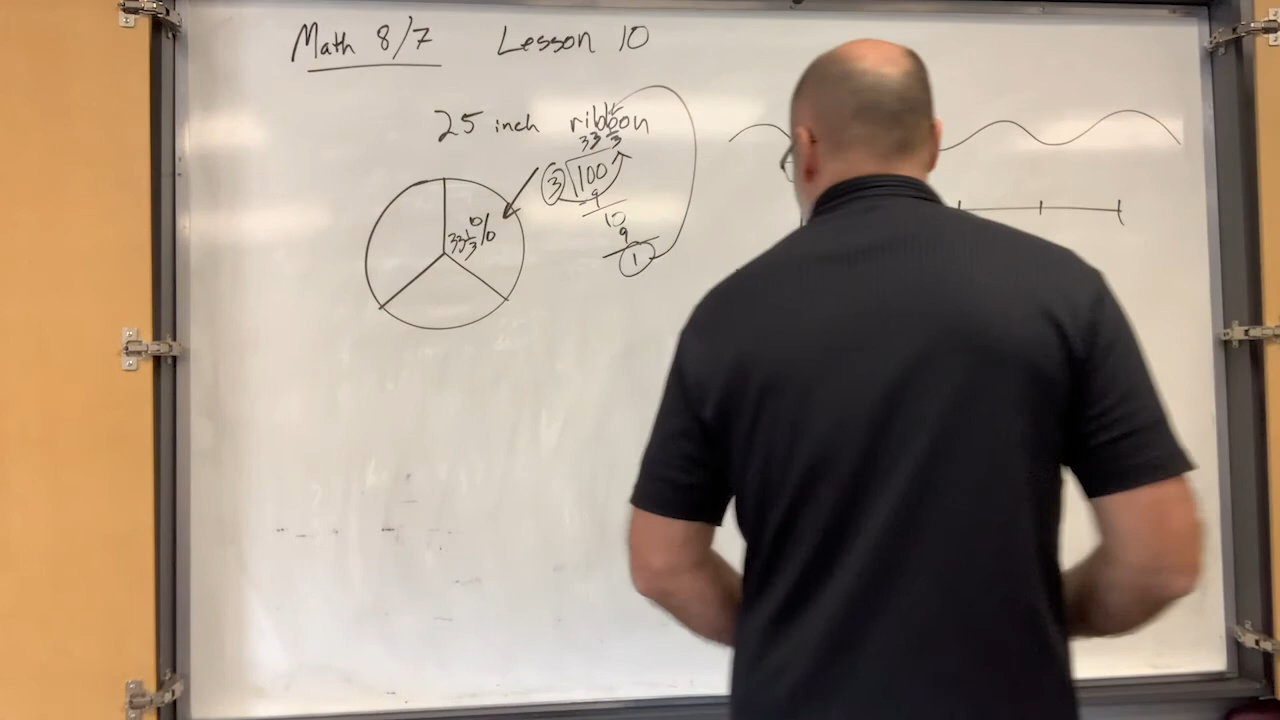 Math 8/7 Lesson 10
25 inch ribbon
33 1/3
3 100
9
10
9
1
33 1/3 %